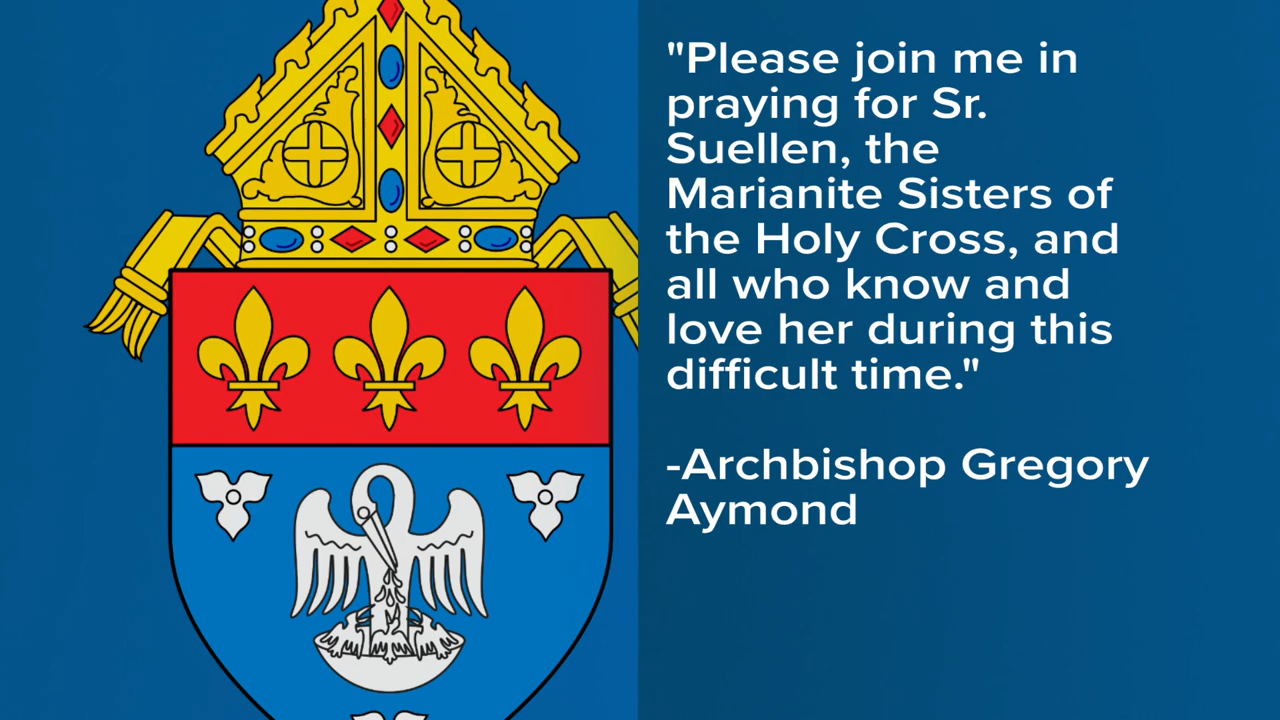 "Please join me in
praying for Sr.
Suellen, the
Marianite Sisters of
the Holy Cross, and
all who know and
love her during this
difficult time."
-Archbishop Gregory
Aymond